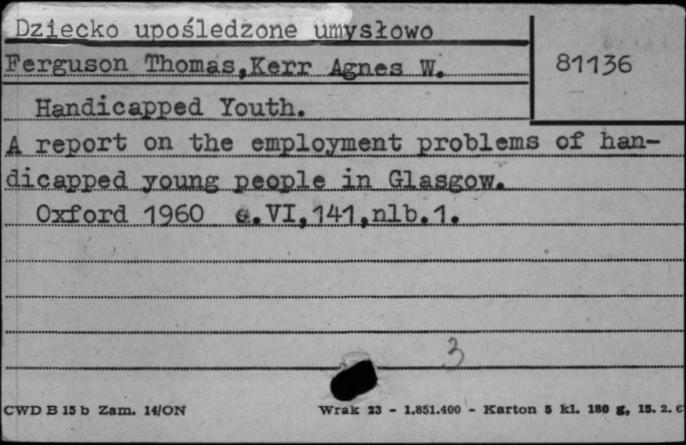 Dziecko upośledzone umysłowo
Ferguson Thomas,Kerr Agnes W.
81136
Handicapped Youth.
A report on the employment problems of han-
dicapped young people in Glasgow.
Oxford 1960 s.VI,141,nlb.1.
3
CWD B 15 b Zam. 14/ON
Wrak 23 - 1.851.400 - Karton 5 kl. 180 g, 15. 2.